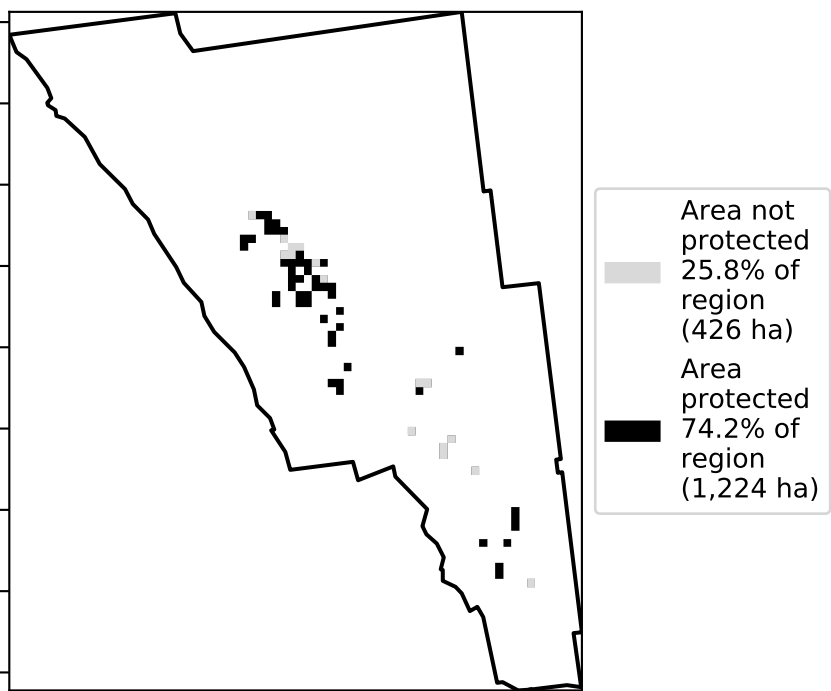 Area not
protected
25.8% of
region
(426 ha)
Area
protected
74.2% of
region
(1,224 ha)